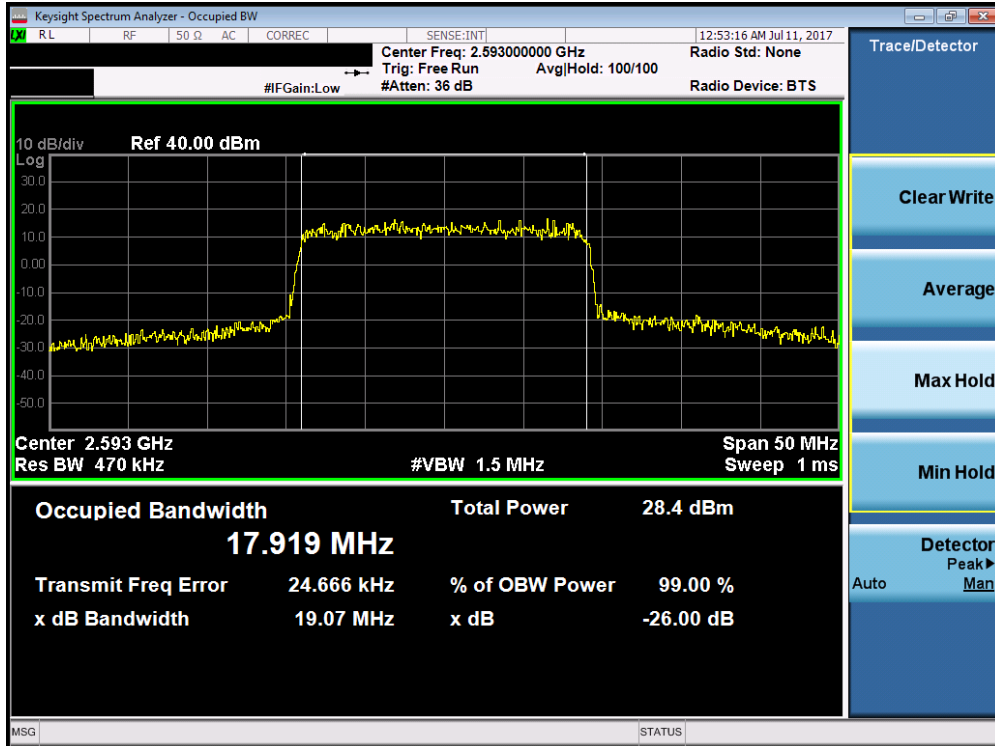 Keysight Spectrum Analyzer - Occupied BW
LXI RL RF 50 Ω AC CORREC SENSE:INT 12:53:16 AM Jul 11, 2017
Center Freq: 2.593000000 GHz Radio Std: None
Trig: Free Run Avg|Hold: 100/100
#IFGain:Low #Atten: 36 dB Radio Device: BTS
10 dB/div Ref 40.00 dBm
Log
30.0
20.0
10.0
0.00
-10.0
-20.0
-30.0
-40.0
-50.0
Center 2.593 GHz Span 50 MHz
Res BW 470 kHz #VBW 1.5 MHz Sweep 1 ms
Occupied Bandwidth Total Power 28.4 dBm
17.919 MHz
Transmit Freq Error 24.666 kHz % of OBW Power 99.00 %
x dB Bandwidth 19.07 MHz x dB -26.00 dB
MSG STATUS
Trace/Detector
Clear Write
Average
Max Hold
Min Hold
Detector
Peak▶
Auto Man